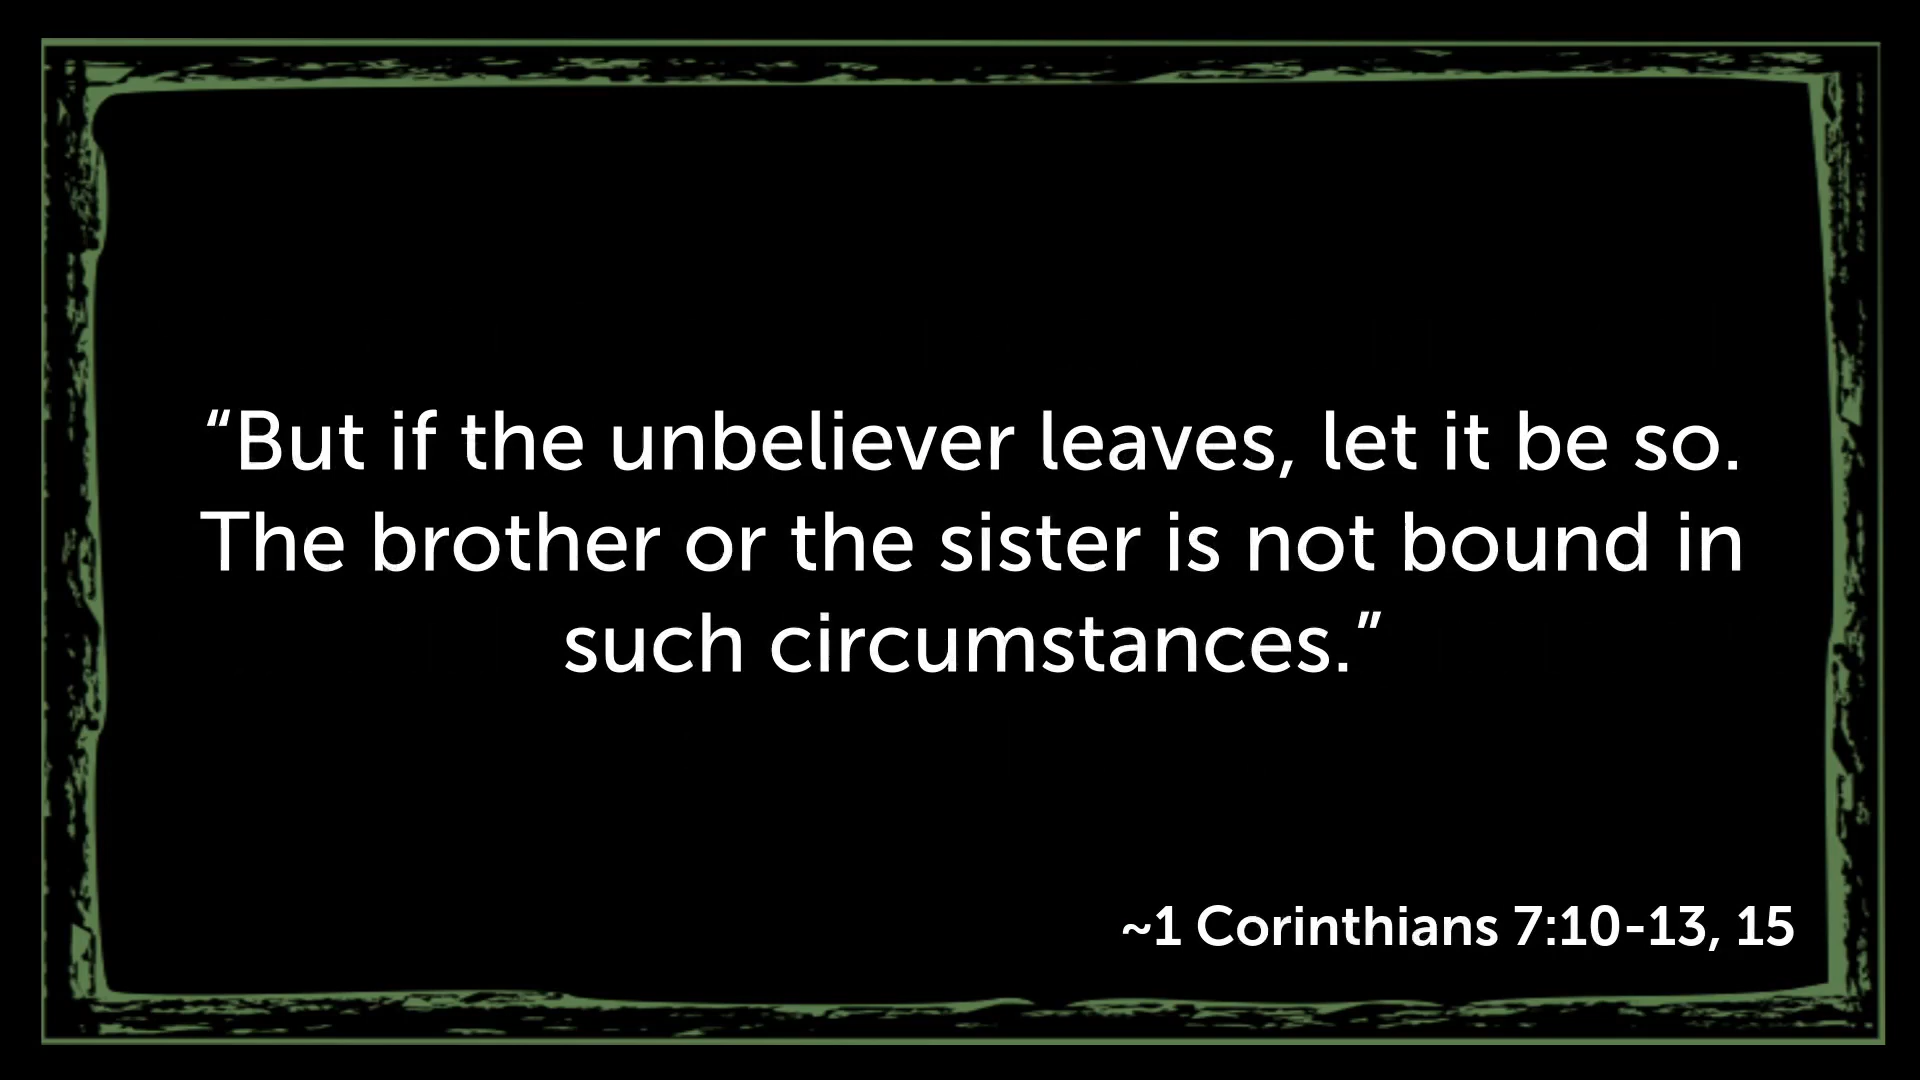 “But if the unbeliever leaves, let it be so.
The brother or the sister is not bound in
such circumstances.”
~1 Corinthians 7:10-13, 15